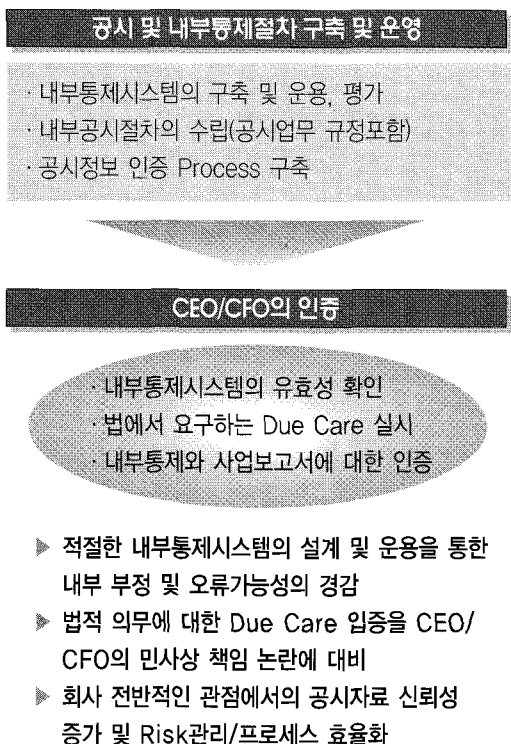 공시 및 내부통제절차 구축 및 운영
· 내부통제시스템의 구축 및 운용, 평가
· 내부공시절차의 수립(공시업무 규정포함)
· 공시정보 인증 Process 구축
CEO/CFO의 인증
· 내부통제시스템의 유효성 확인
· 법에서 요구하는 Due Care 실시
· 내부통제와 사업보고서에 대한 인증
▶ 적절한 내부통제시스템의 설계 및 운용을 통한
내부 부정 및 오류가능성의 경감
▶ 법적 의무에 대한 Due Care 입증을 CEO/
CFO의 민사상 책임 논란에 대비
▶ 회사 전반적인 관점에서의 공시자료 신뢰성
증가 및 Risk관리/프로세스 효율화